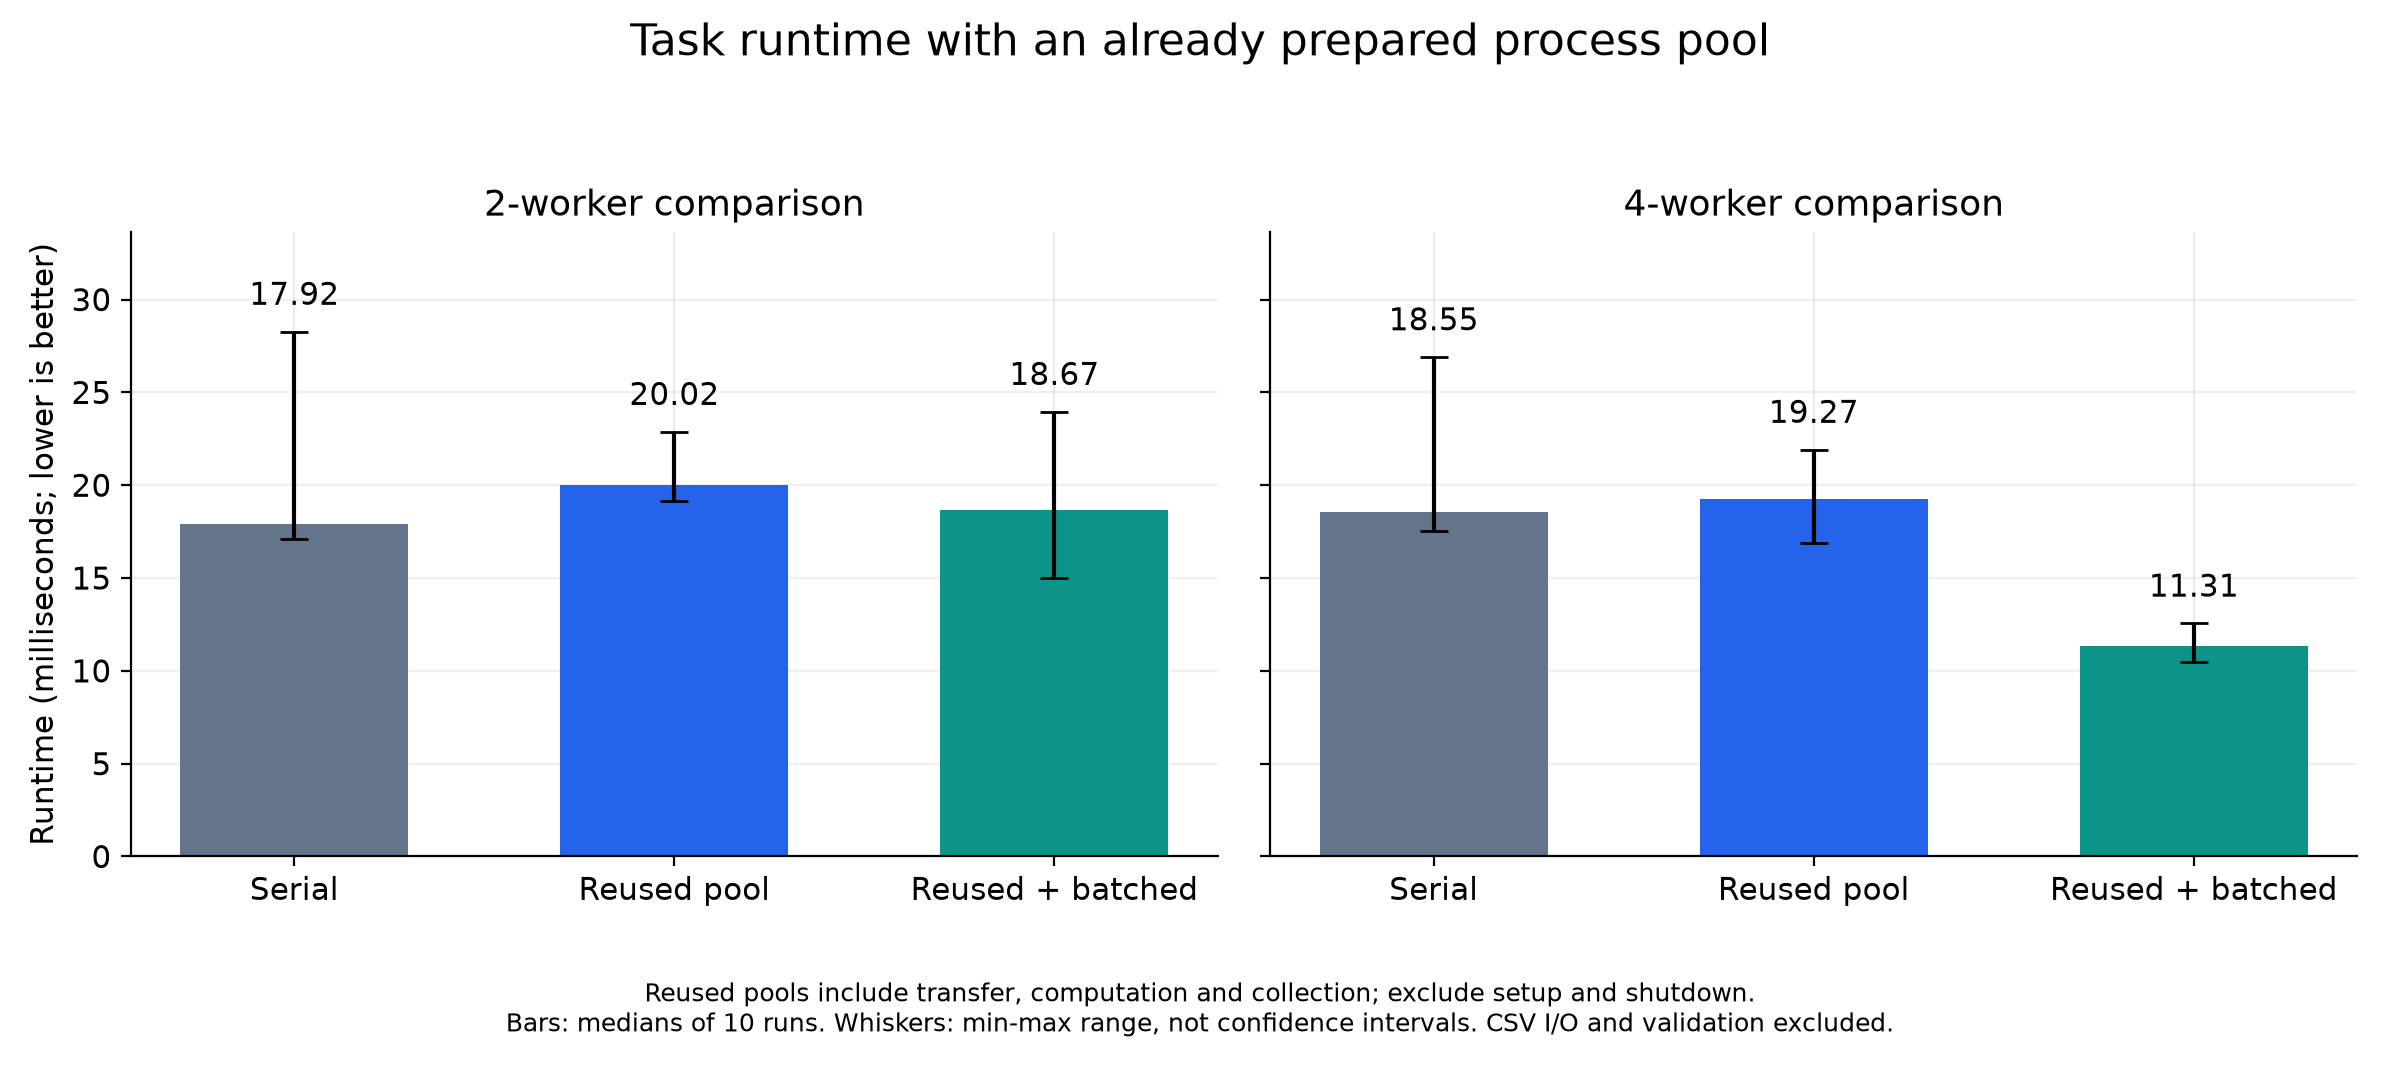 Task runtime with an already prepared process pool
2-worker comparison
Runtime (milliseconds; lower is better)
30
25
20
15
10
5
0
17.92
20.02
18.67
Serial
Reused pool
Reused + batched
4-worker comparison
18.55
19.27
11.31
Serial
Reused pool
Reused + batched
Reused pools include transfer, computation and collection; exclude setup and shutdown.
Bars: medians of 10 runs. Whiskers: min-max range, not confidence intervals. CSV I/O and validation excluded.